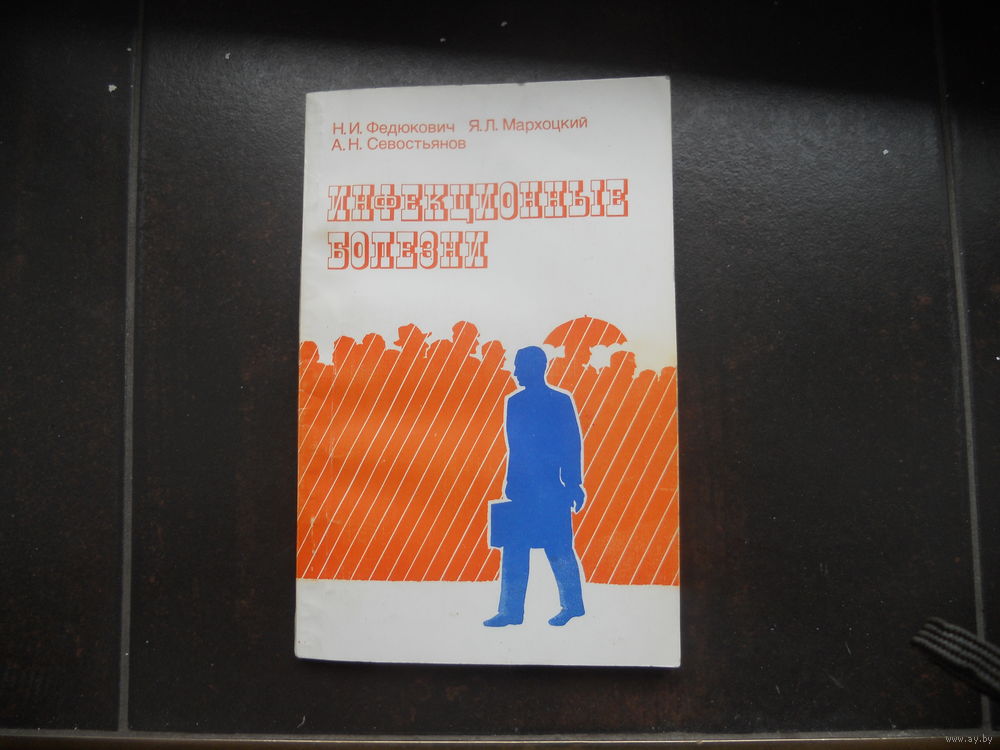 Н. И. Федюкович Я. Л. Мархоцкий
А. Н. Севостьянов
ИНФЕКЦИОННЫЕ
БОЛЕЗНИ
www.ay.by